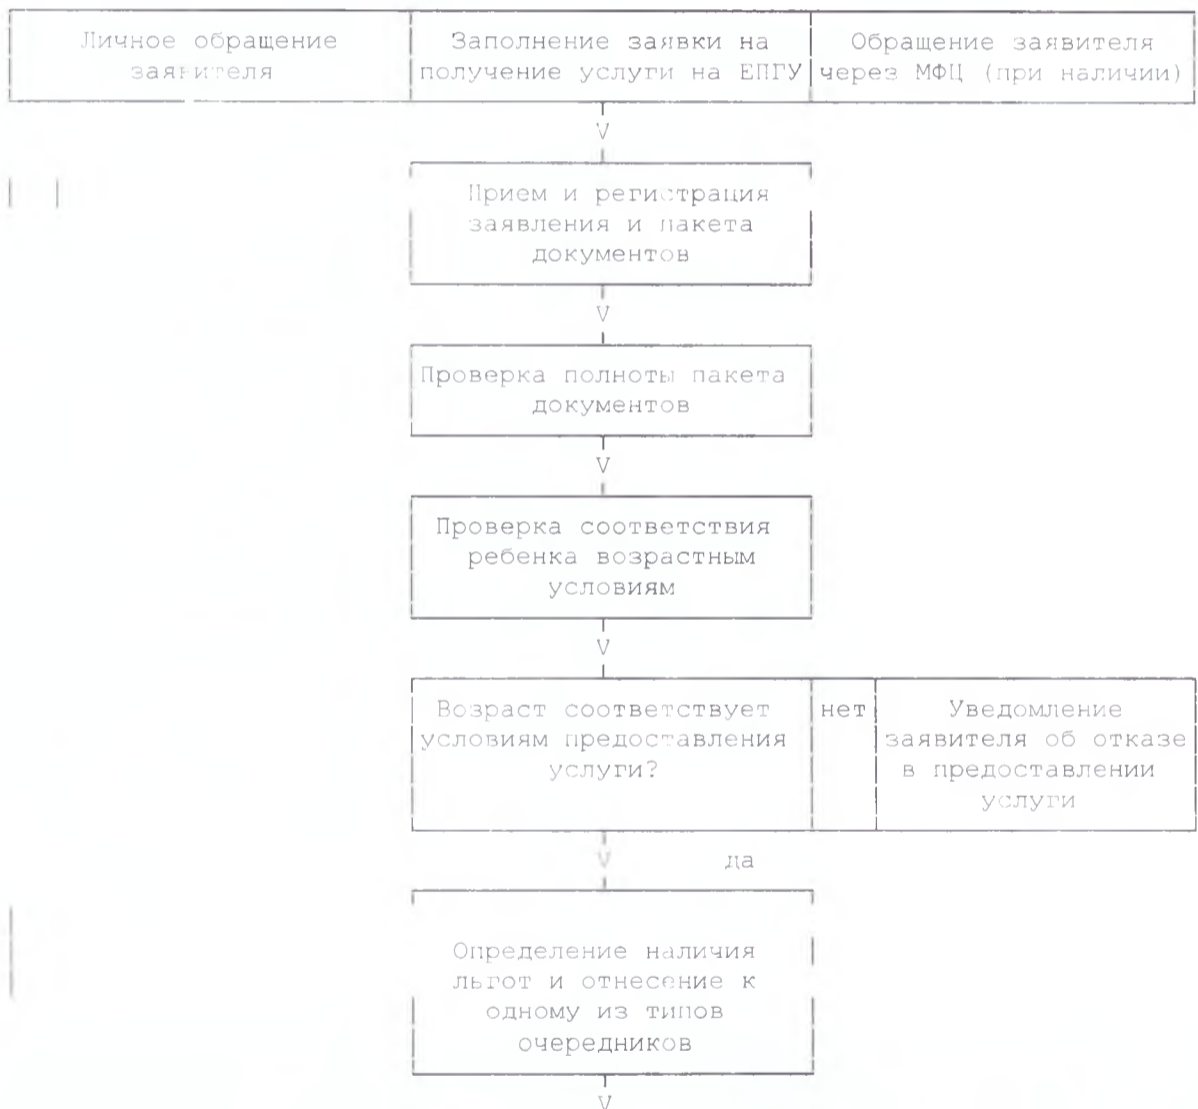 Личное обращение заявителя
Заполнение заявки на получение услуги на ЕПГУ
Обращение заявителя через МФЦ (при наличии)
V
Прием и регистрация
заявления и пакета
документов
V
Проверка полноты пакета
документов
V
Проверка соответствия
ребенка возрастным
условиям
V
Возраст соответствует
условиям предоставления
услуги?
нет
Уведомление
заявителя об отказе
в предоставлении
услуги
V
да
Определение наличия
льгот и отнесение к
одному из типов
очередников
V